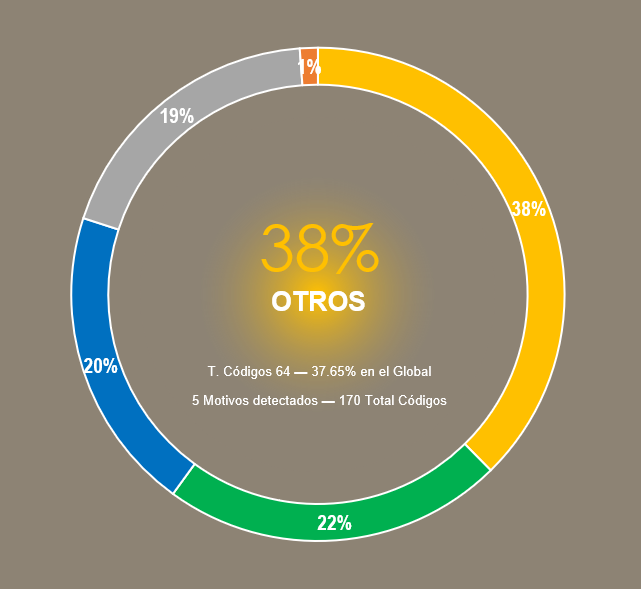 1%
19%
38%
38%
OTROS
20%
T. Códigos 64 — 37.65% en el Global
5 Motivos detectados — 170 Total Códigos
22%